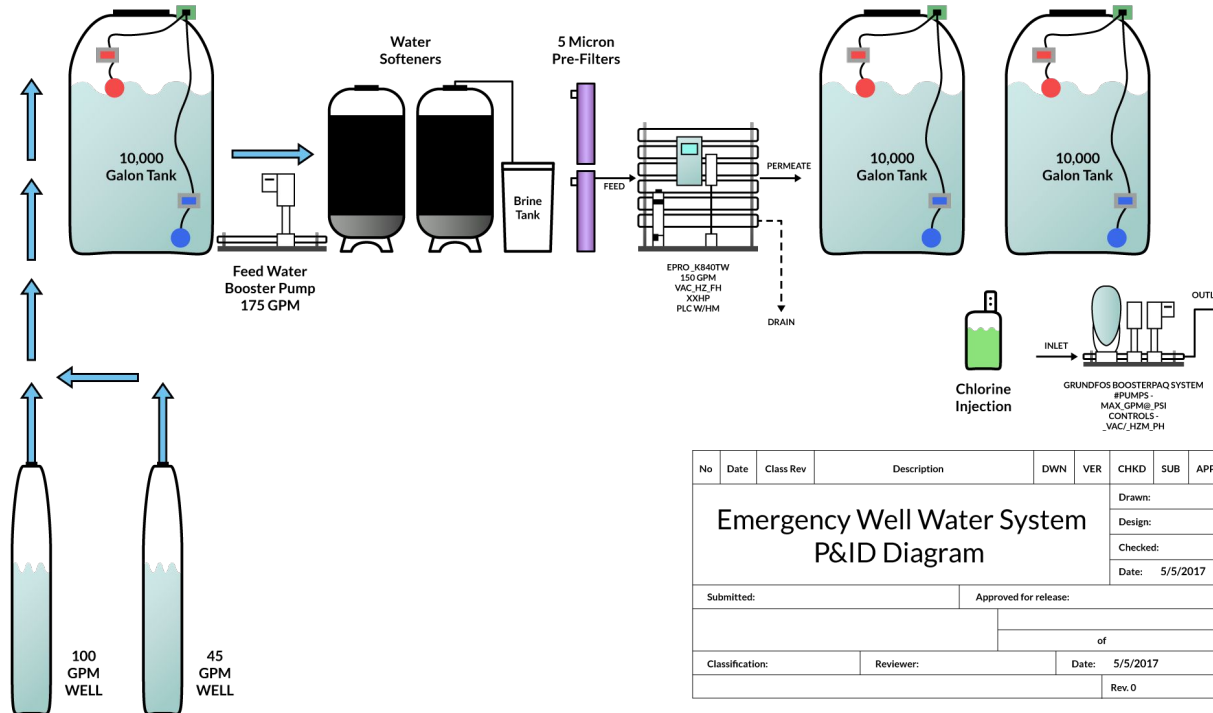 10,000
Galon Tank
Feed Water
Booster Pump
175 GPM
Water
Softeners
Brine
Tank
5 Micron
Pre-Filters
FEED
PERMEATE
EPRO_K840TW
150 GPM
VAC_HZ_FH
XXHP
PLC W/HM
DRAIN
10,000
Galon Tank
10,000
Galon Tank
Chlorine
Injection
INLET
OUTL
GRUNDFOS BOOSTERPAQ SYSTEM
#PUMPS -
MAX_GPM@_PSI
CONTROLS -
_VAC/_HZM_PH
100
GPM
WELL
45
GPM
WELL
No Date Class Rev Description DWN VER CHKD SUB APP
Emergency Well Water System
P&ID Diagram
Drawn:
Design:
Checked:
Date: 5/5/2017
Submitted: Approved for release:
of
Classification: Reviewer: Date: 5/5/2017
Rev. 0